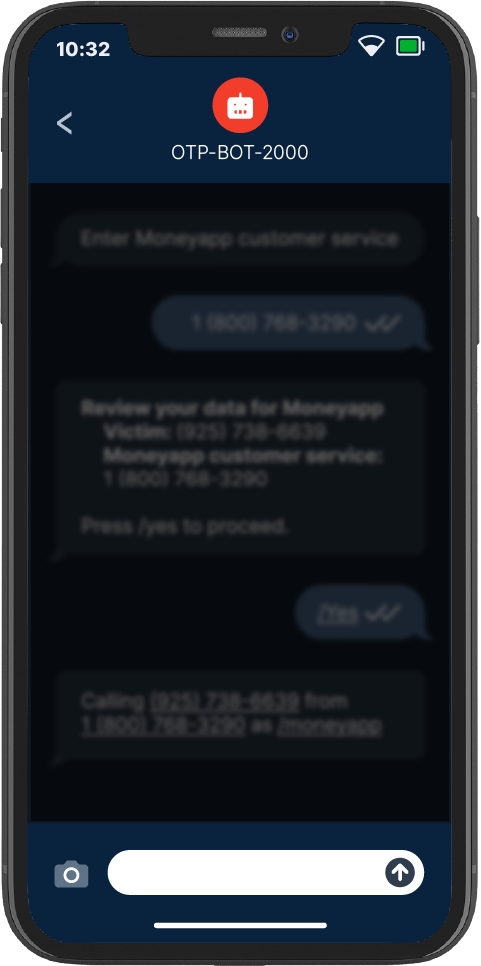 10:32
OTP-BOT-2000
Enter Moneyapp customer service
1 (800) 768-3290
Review your data for Moneyapp
Victim: (925) 738-6639
Moneyapp customer service:
1 (800) 768-3290
Press /yes to proceed.
/Yes
Calling (925) 738-6639 from
1 (800) 768-3290 as /moneyapp